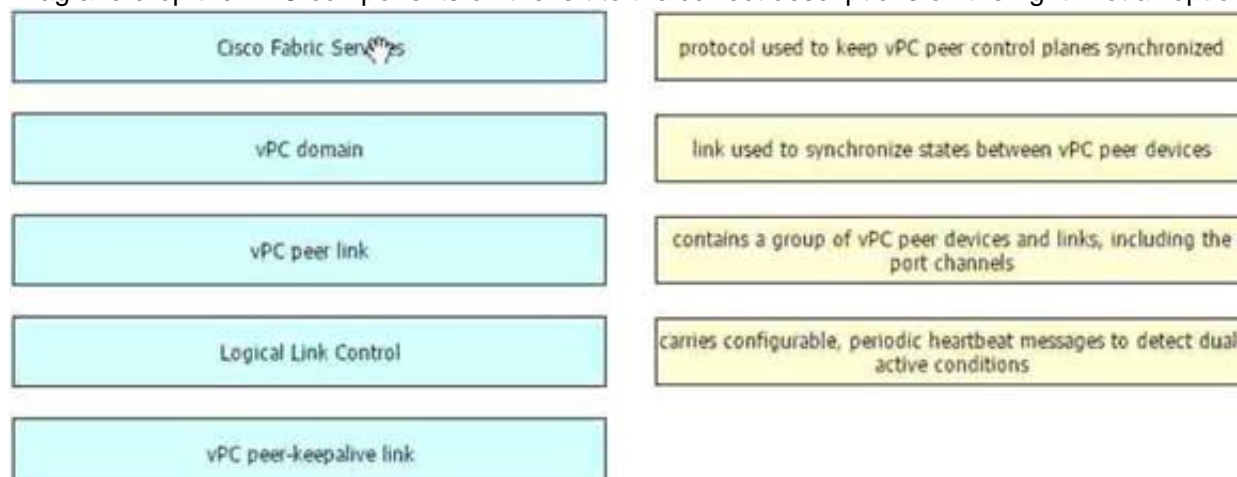 Cisco Fabric Services
vPC domain
vPC peer link
Logical Link Control
vPC peer-keepalive link
protocol used to keep vPC peer control planes synchronized
link used to synchronize states between vPC peer devices
contains a group of vPC peer devices and links, including the
port channels
carries configurable, periodic heartbeat messages to detect dual
active conditions